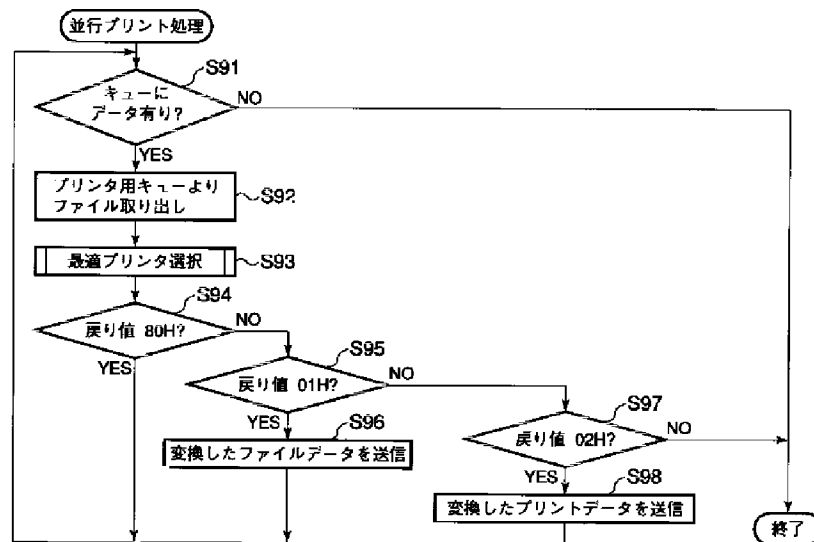 並行プリント処理
S91
キューに
データ有り?
NO
YES
プリンタ用キューより
ファイル取り出し
S92
最適プリンタ選択
S93
S94
戻り値 80H?
NO
YES
S95
戻り値 01H?
NO
YES
S96
変換したファイルデータを送信
S97
戻り値 02H?
NO
YES
S98
変換したプリントデータを送信
終了